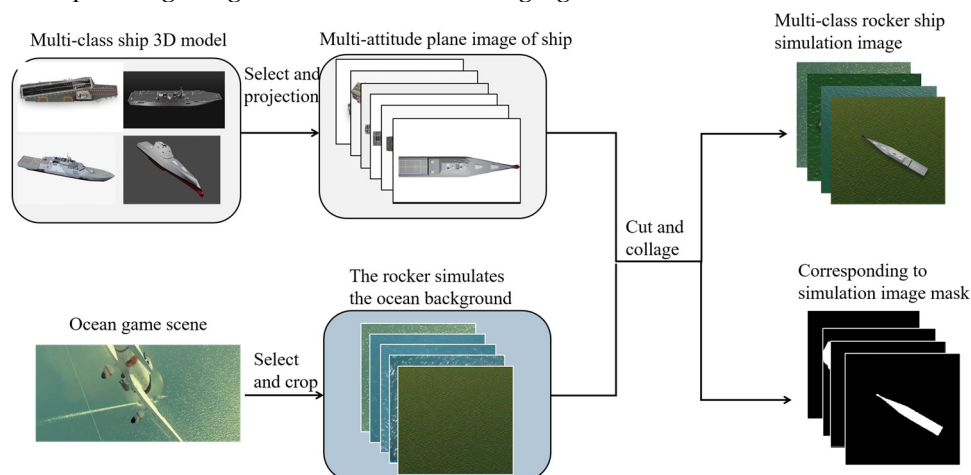 Multi-class ship 3D model
Select and
projection
Multi-attitude plane image of ship
Multi-class rocker ship
simulation image
Cut and
collage
The rocker simulates
the ocean background
Ocean game scene
Select
and crop
Corresponding to
simulation image mask